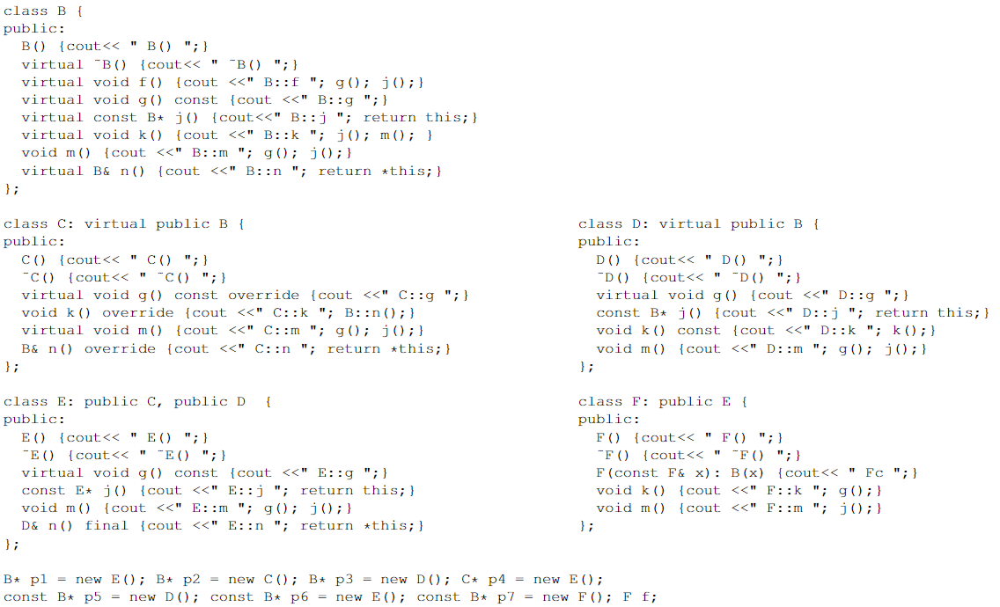 class B {
public:
  B() {cout<< " B() ";}
  virtual ~B() {cout<< " ~B() ";}
  virtual void f() {cout <<" B::f "; g(); j();}
  virtual void g() const {cout <<" B::g ";}
  virtual const B* j() {cout<<" B::j "; return this;}
  virtual void k() {cout <<" B::k "; j(); m(); }
  void m() {cout <<" B::m "; g(); j();}
  virtual B& n() {cout <<" B::n "; return *this;}
};
class C: virtual public B {
public:
  C() {cout<< " C() ";}
  ~C() {cout<< " ~C() ";}
  virtual void g() const override {cout <<" C::g ";}
  void k() override {cout <<" C::k "; B::n();}
  virtual void m() {cout <<" C::m "; g(); j();}
  B& n() override {cout <<" C::n "; return *this;}
};
class D: virtual public B {
public:
  D() {cout<< " D() ";}
  ~D() {cout<< " ~D() ";}
  virtual void g() {cout <<" D::g ";}
  const B* j() {cout <<" D::j "; return this;}
  void k() const {cout <<" D::k "; k();}
  void m() {cout <<" D::m "; g(); j();}
};
class E: public C, public D  {
public:
  E() {cout<< " E() ";}
  ~E() {cout<< " ~E() ";}
  virtual void g() const {cout <<" E::g ";}
  const E* j() {cout <<" E::j "; return this;}
  void m() {cout <<" E::m "; g(); j();}
  D& n() final {cout <<" E::n "; return *this;}
};
class F: public E {
public:
  F() {cout<< " F() ";}
  ~F() {cout<< " ~F() ";}
  F(const F& x): B(x) {cout<< " Fc ";}
  void k() {cout <<" F::k "; g();}
  void m() {cout <<" F::m "; j();}
};
B* p1 = new E(); B* p2 = new C(); B* p3 = new D(); C* p4 = new E();
const B* p5 = new D(); const B* p6 = new E(); const B* p7 = new F(); F f;